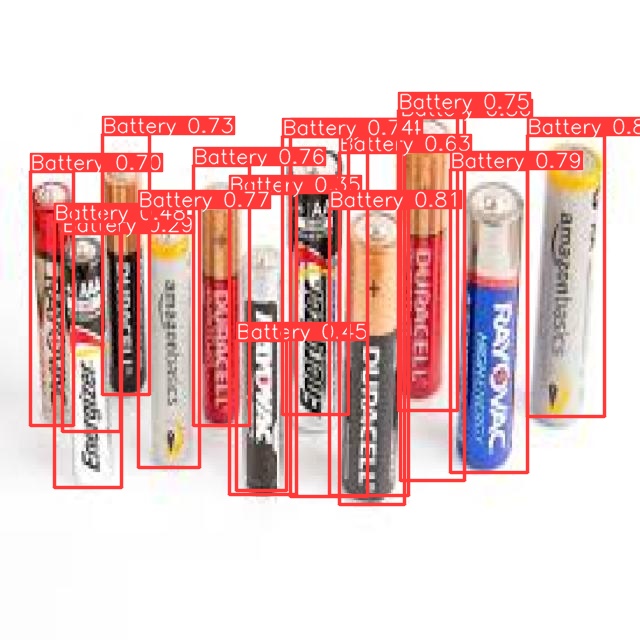 Battery 0.75
Battery 0.73
Battery 0.74
Battery 0.8
Battery 0.63
Battery 0.70
Battery 0.76
Battery 0.79
Battery 0.35
Battery 0.77
Battery 0.81
Battery 0.48
Battery 0.29
Battery 0.45
Energizer
DURACELL
amazonbasics
DURACELL
RAYOVAC
DURACELL
DURACELL
RAYOVAC
amazonbasics